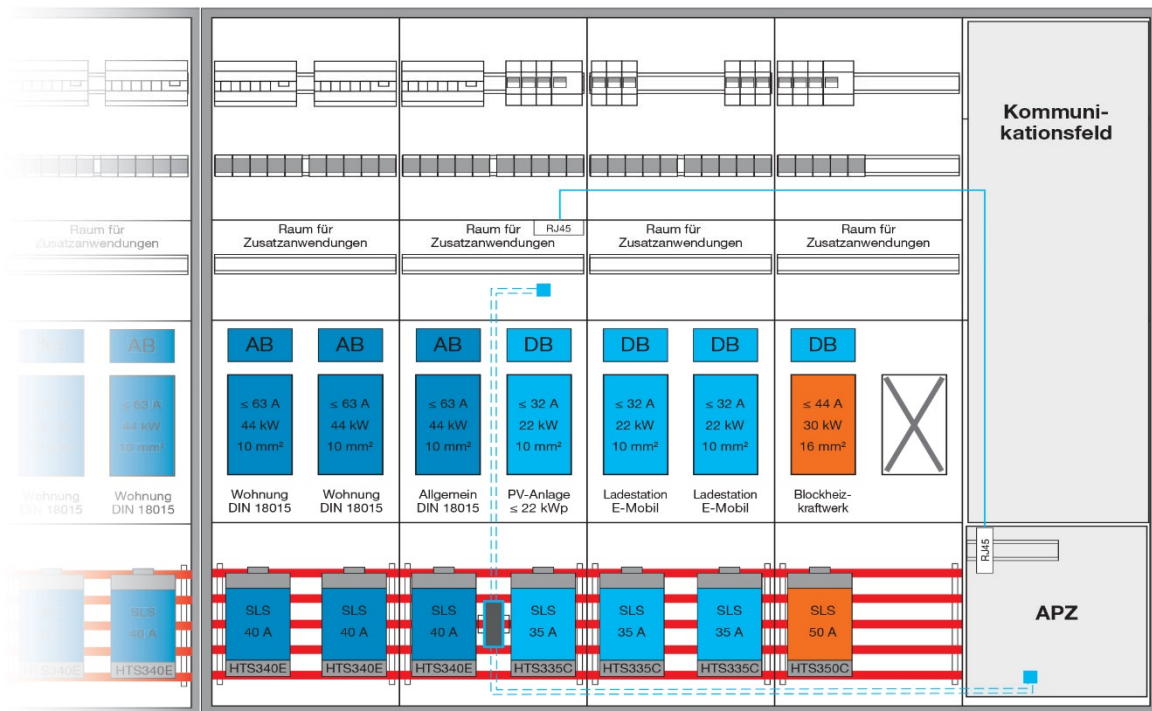 Kommuni-
kationsfeld
RJ45
Raum für
Zusatzanwendungen
Raum für
Zusatzanwendungen
Raum für
Zusatzanwendungen
Raum für
Zusatzanwendungen
Raum für
Zusatzanwendungen
AB
AB
AB
AB
DB
DB
DB
DB
≤ 63 A
44 kW
10 mm²
≤ 63 A
44 kW
10 mm²
≤ 63 A
44 kW
10 mm²
≤ 63 A
44 kW
10 mm²
≤ 32 A
22 kW
10 mm²
≤ 32 A
22 kW
10 mm²
≤ 32 A
22 kW
10 mm²
≤ 44 A
30 kW
16 mm²
Wohnung
DIN 18015
Wohnung
DIN 18015
Wohnung
DIN 18015
Wohnung
DIN 18015
Allgemein
DIN 18015
PV-Anlage
≤ 22 kWp
Ladestation
E-Mobil
Ladestation
E-Mobil
Blockheiz-
kraftwerk
RJ45
APZ
SLS
40 A
HTS340E
SLS
40 A
HTS340E
SLS
40 A
HTS340E
SLS
40 A
HTS340E
SLS
35 A
HTS335C
SLS
35 A
HTS335C
SLS
35 A
HTS335C
SLS
50 A
HTS350C